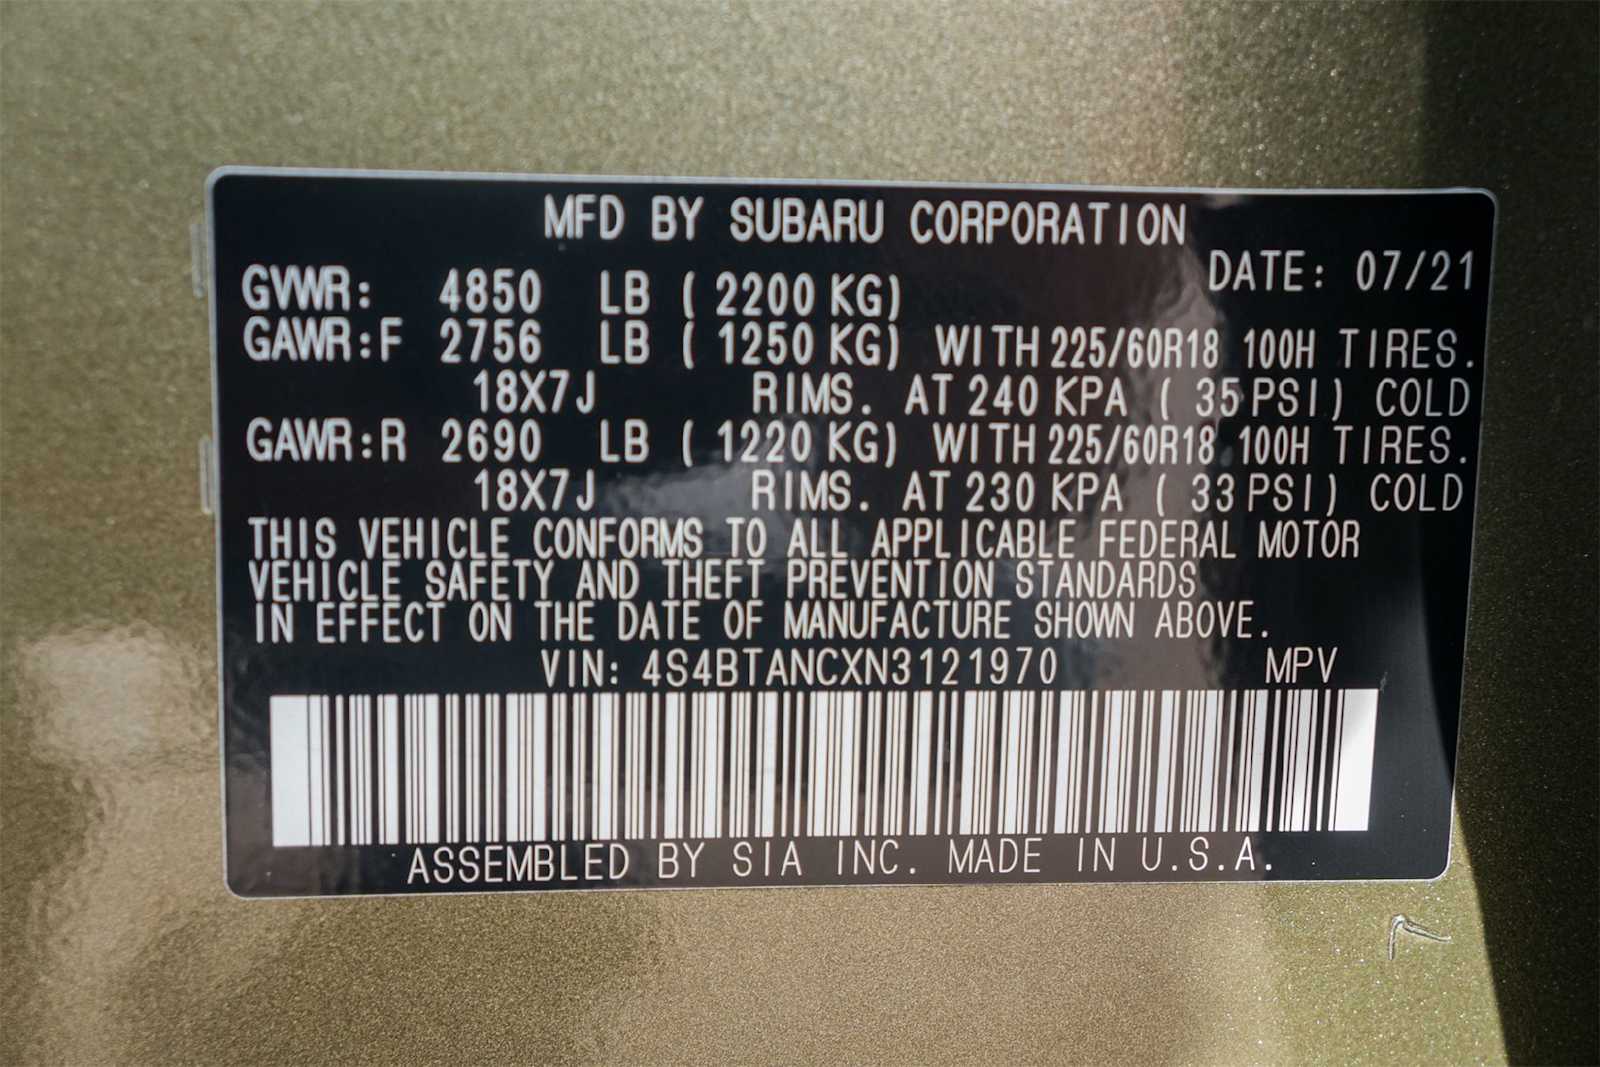 MFD BY SUBARU CORPORATION
DATE: 07/21
GVWR: 4850 LB ( 2200 KG)
GAWR:F 2756 LB ( 1250 KG) WITH 225/60R18 100H TIRES.
18X7J RIMS. AT 240 KPA ( 35 PSI) COLD
GAWR:R 2690 LB ( 1220 KG) WITH 225/60R18 100H TIRES.
18X7J RIMS. AT 230 KPA ( 33 PSI) COLD
THIS VEHICLE CONFORMS TO ALL APPLICABLE FEDERAL MOTOR
VEHICLE SAFETY AND THEFT PREVENTION STANDARDS
IN EFFECT ON THE DATE OF MANUFACTURE SHOWN ABOVE.
VIN: 4S4BTANCXN3121970 MPV
ASSEMBLED BY SIA INC. MADE IN U.S.A.